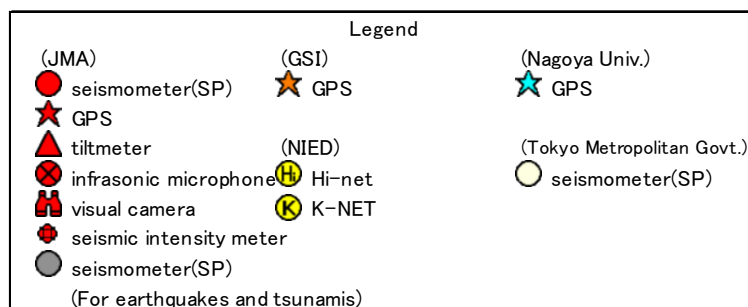 Legend
(JMA)
seismometer(SP)
GPS
tiltmeter
infrasonic microphone
visual camera
seismic intensity meter
seismometer(SP)
(For earthquakes and tsunamis)
(GSI)
GPS
(NIED)
Hi Hi-net
K K-NET
(Nagoya Univ.)
GPS
(Tokyo Metropolitan Govt.)
seismometer(SP)